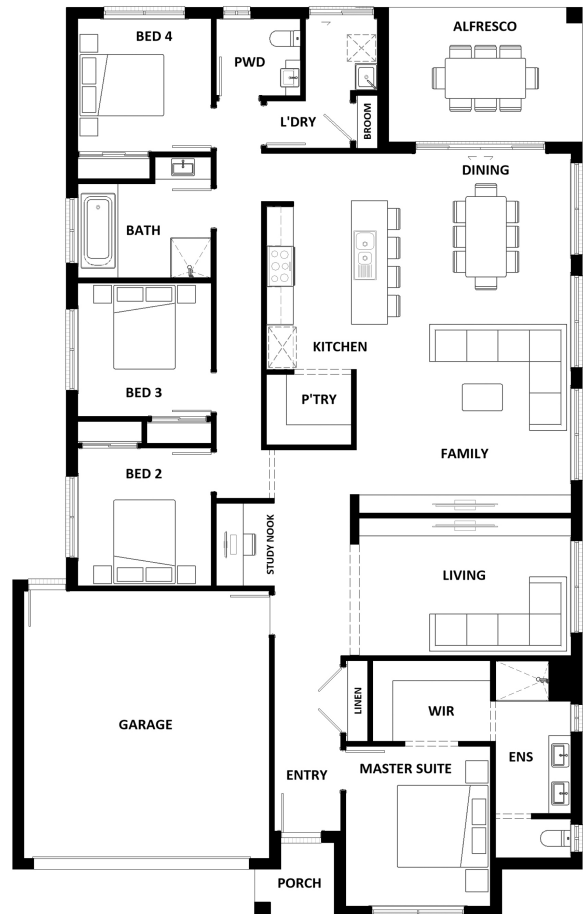 BED 4
PWD
ALFRESCO
L'DRY
BROOM
DINING
BATH
KITCHEN
BED 3
P'TRY
FAMILY
BED 2
STUDY NOOK
LIVING
LINEN
WIR
GARAGE
ENS
ENTRY
MASTER SUITE
PORCH